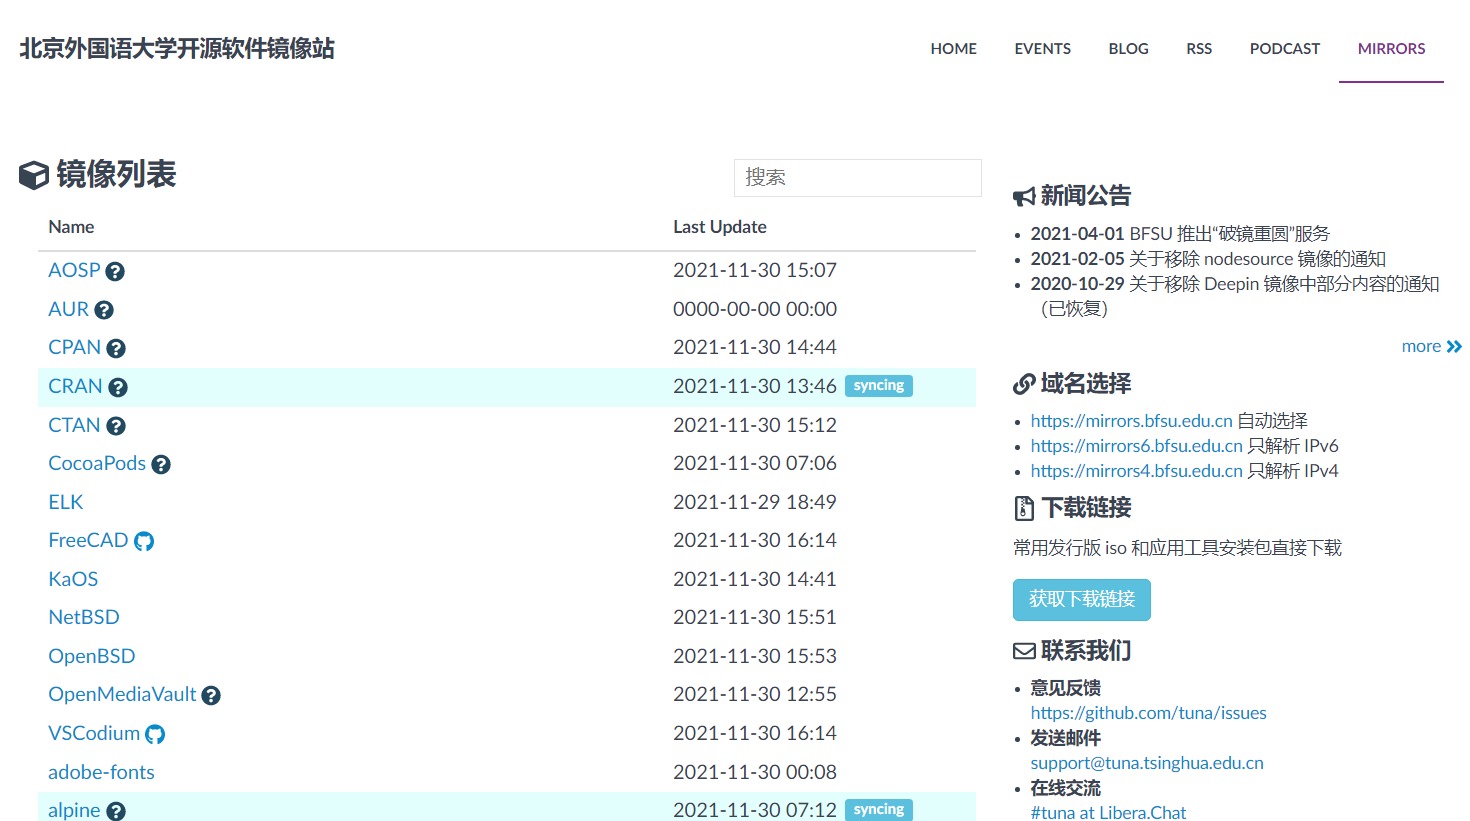 北京外国语大学开源软件镜像站
HOME EVENTS BLOG RSS PODCAST MIRRORS
镜像列表
搜索
Name Last Update
AOSP 2021-11-30 15:07
AUR 0000-00-00 00:00
CPAN 2021-11-30 14:44
CRAN 2021-11-30 13:46 syncing
CTAN 2021-11-30 15:12
CocoaPods 2021-11-30 07:06
ELK 2021-11-29 18:49
FreeCAD 2021-11-30 16:14
KaOS 2021-11-30 14:41
NetBSD 2021-11-30 15:51
OpenBSD 2021-11-30 15:53
OpenMediaVault 2021-11-30 12:55
VSCodium 2021-11-30 16:14
adobe-fonts 2021-11-30 00:08
alpine 2021-11-30 07:12 syncing
新闻公告
2021-04-01 BFSU 推出“破镜重圆”服务
2021-02-05 关于移除 nodesource 镜像的通知
2020-10-29 关于移除 Deepin 镜像中部分内容的通知
（已恢复）
more
域名选择
https://mirrors.bfsu.edu.cn 自动选择
https://mirrors6.bfsu.edu.cn 只解析 IPv6
https://mirrors4.bfsu.edu.cn 只解析 IPv4
下载链接
常用发行版 iso 和应用工具安装包直接下载
获取下载链接
联系我们
意见反馈
https://github.com/tuna/issues
发送邮件
support@tuna.tsinghua.edu.cn
在线交流
#tuna at Libera.Chat